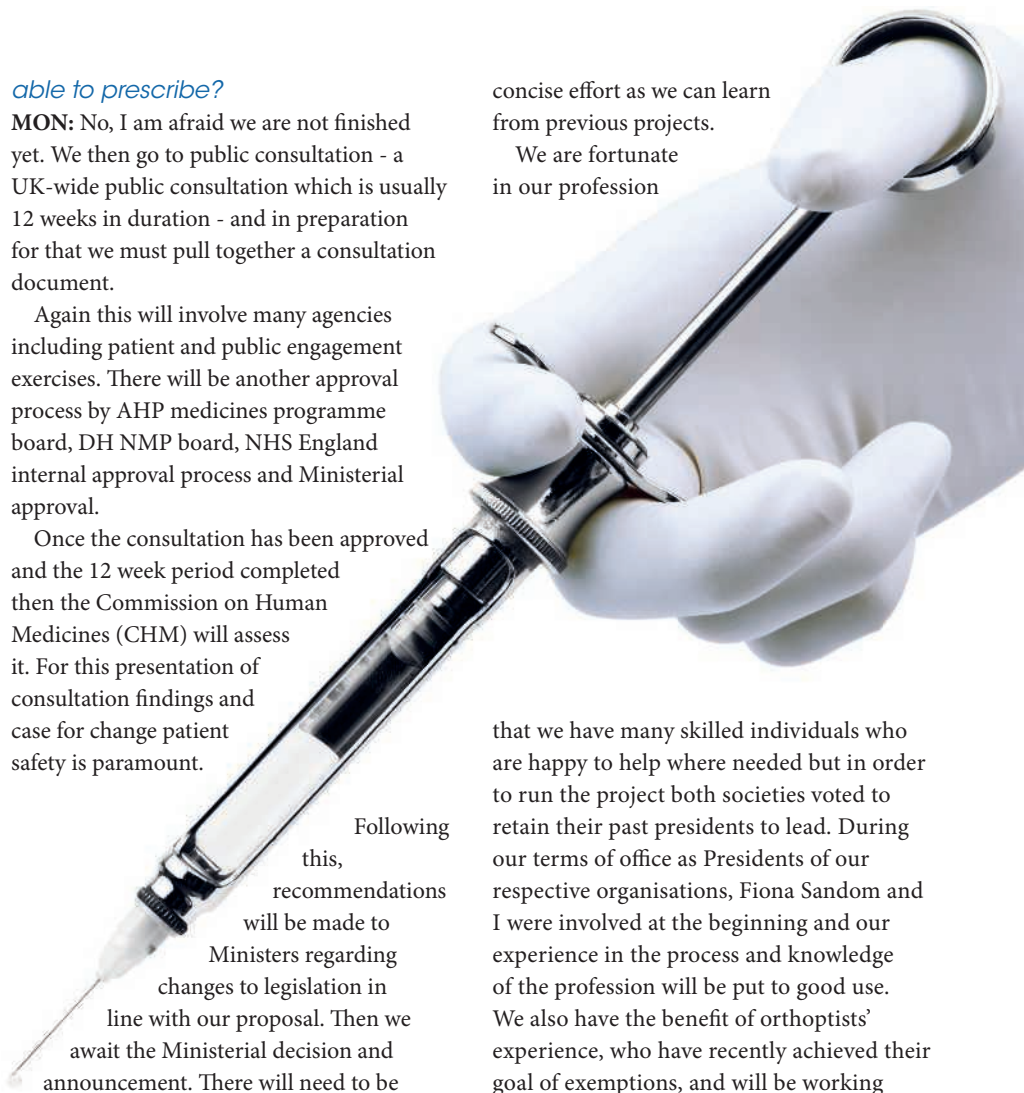 able to prescribe?
MON: No, I am afraid we are not finished
yet. We then go to public consultation - a
UK-wide public consultation which is usually
12 weeks in duration - and in preparation
for that we must pull together a consultation
document.
Again this will involve many agencies
including patient and public engagement
exercises. There will be another approval
process by AHP medicines programme
board, DH NMP board, NHS England
internal approval process and Ministerial
approval.
Once the consultation has been approved
and the 12 week period completed
then the Commission on Human
Medicines (CHM) will assess
it. For this presentation of
consultation findings and
case for change patient
safety is paramount.
Following
this,
recommendations
will be made to
Ministers regarding
changes to legislation in
line with our proposal. Then we
await the Ministerial decision and
announcement. There will need to be
concise effort as we can learn
from previous projects.
We are fortunate
in our profession
that we have many skilled individuals who
are happy to help where needed but in order
to run the project both societies voted to
retain their past presidents to lead. During
our terms of office as Presidents of our
respective organisations, Fiona Sandom and
I were involved at the beginning and our
experience in the process and knowledge
of the profession will be put to good use.
We also have the benefit of orthoptists’
experience, who have recently achieved their
goal of exemptions, and will be working